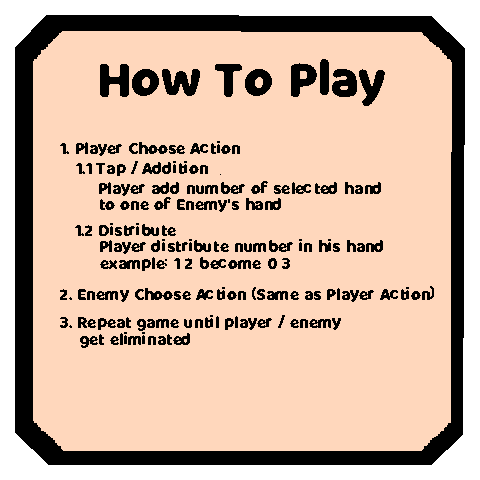 How To Play
1. Player Choose Action
1.1 Tap / Addition
Player add number of selected hand
to one of Enemy's hand
1.2 Distribute
Player distribute number in his hand
example: 1 2 become 0 3
2. Enemy Choose Action (Same as Player Action)
3. Repeat game until player / enemy
get eliminated